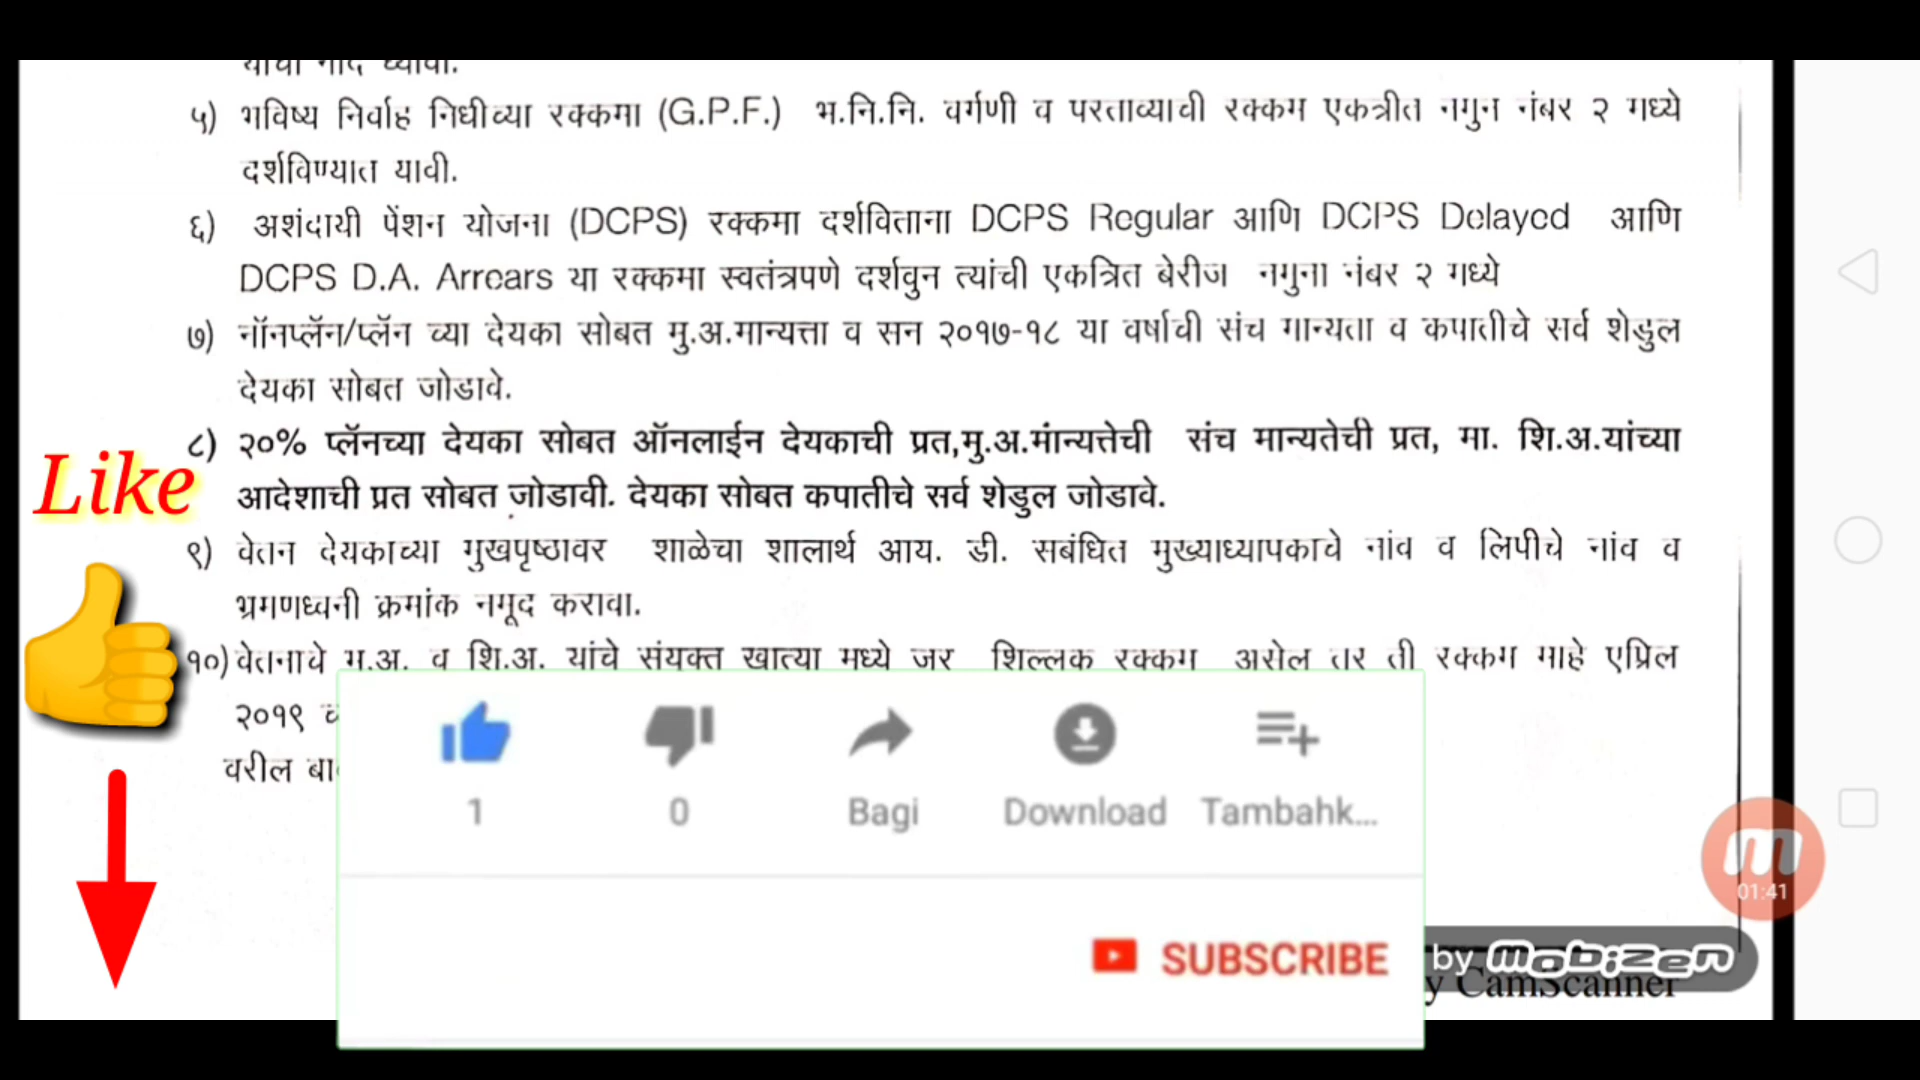 ५) भविष्य निर्वाह निधीच्या रक्कमा (G.P.F.) भ.नि.नि. वर्गणी व परताव्याची रक्कम एकत्रीत नमुन नंबर २ मध्ये
दर्शविण्यात यावी.
६) अशंदायी पेंशन योजना (DCPS) रक्कमा दर्शविताना DCPS Regular आणि DCPS Delayed आणि
DCPS D.A. Arrears या रक्कमा स्वतंत्रपणे दर्शवुन त्यांची एकत्रित बेरीज नमुना नंबर २ मध्ये
७) नॉनप्लॅन/प्लॅन च्या देयका सोबत मु.अ.मान्यत्ता व सन २०१७-१८ या वर्षाची संच मान्यता व कपातीचे सर्व शेडुल
देयका सोबत जोडावे.
८) २०% प्लॅनच्या देयका सोबत ऑनलाईन देयकाची प्रत,मु.अ.मांन्यत्तेची संच मान्यतेची प्रत, मा. शि.अ.यांच्या
आदेशाची प्रत सोबत जोडावी. देयका सोबत कपातीचे सर्व शेडुल जोडावे.
Like
९) वेतन देयकाच्या मुखपृष्ठावर शाळेचा शालार्थ आय. डी. सबंधित मुख्याध्यापकाचे नांव व लिपीचे नांव व
भ्रमणध्वनी क्रमांक नमूद करावा.
१०) वेतनाचे मु.अ. व शि.अ. यांचे संयुक्त खात्या मध्ये जर शिल्लक रक्कम असेल तर ती रक्कम माहे एप्रिल
२०१९
वरील
1 0 Bagi Download Tambahk...
01:41
SUBSCRIBE
by mobizen
y CamScanner